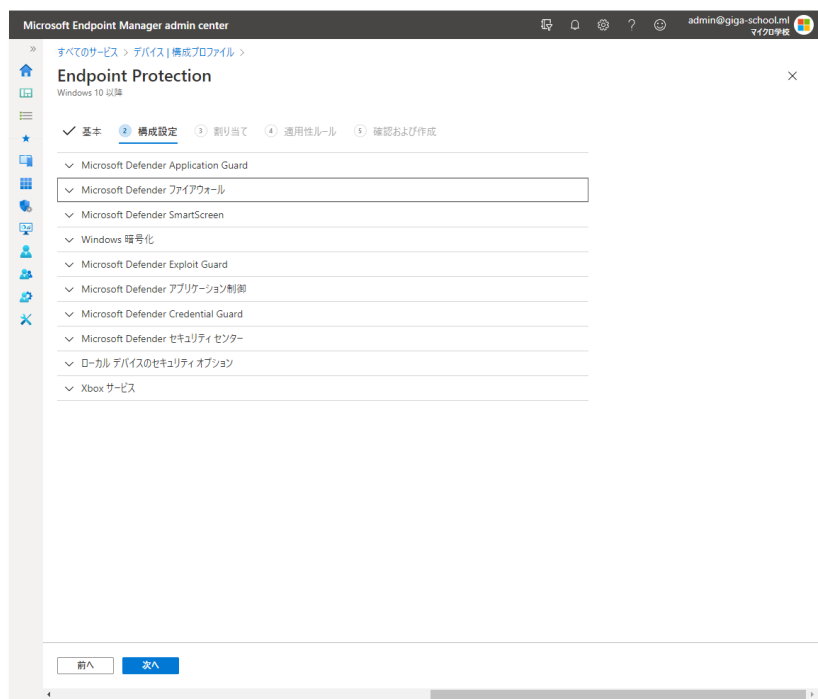 Microsoft Endpoint Manager admin center
admin@giga-school.ml
マイクロ学校
すべてのサービス > デバイス | 構成プロファイル >
Endpoint Protection
Windows 10 以降
基本 2 構成設定 3 割り当て 4 適用性ルール 5 確認および作成
Microsoft Defender Application Guard
Microsoft Defender ファイアウォール
Microsoft Defender SmartScreen
Windows 暗号化
Microsoft Defender Exploit Guard
Microsoft Defender アプリケーション制御
Microsoft Defender Credential Guard
Microsoft Defender セキュリティ センター
ローカル デバイスのセキュリティ オプション
Xbox サービス
前へ 次へ